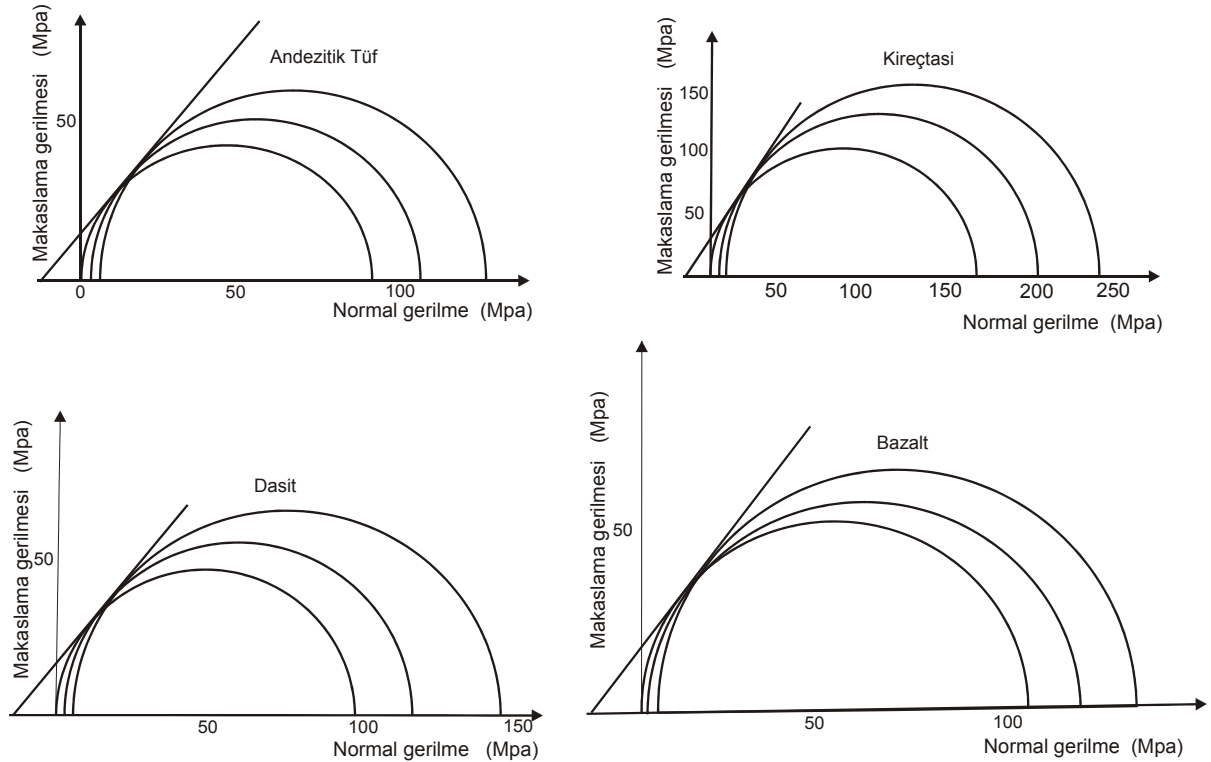 Makaslama gerilmesi (Mpa)
Andezitik Tüf
50
0 50 100
Normal gerilme (Mpa)
Makaslama gerilmesi (Mpa)
Kireçtasi
150
100
50
50 100 150 200 250
Normal gerilme (Mpa)
Makaslama gerilmesi (Mpa)
Dasit
50
50 100 150
Normal gerilme (Mpa)
Makaslama gerilmesi (Mpa)
Bazalt
50
50 100
Normal gerilme (Mpa)